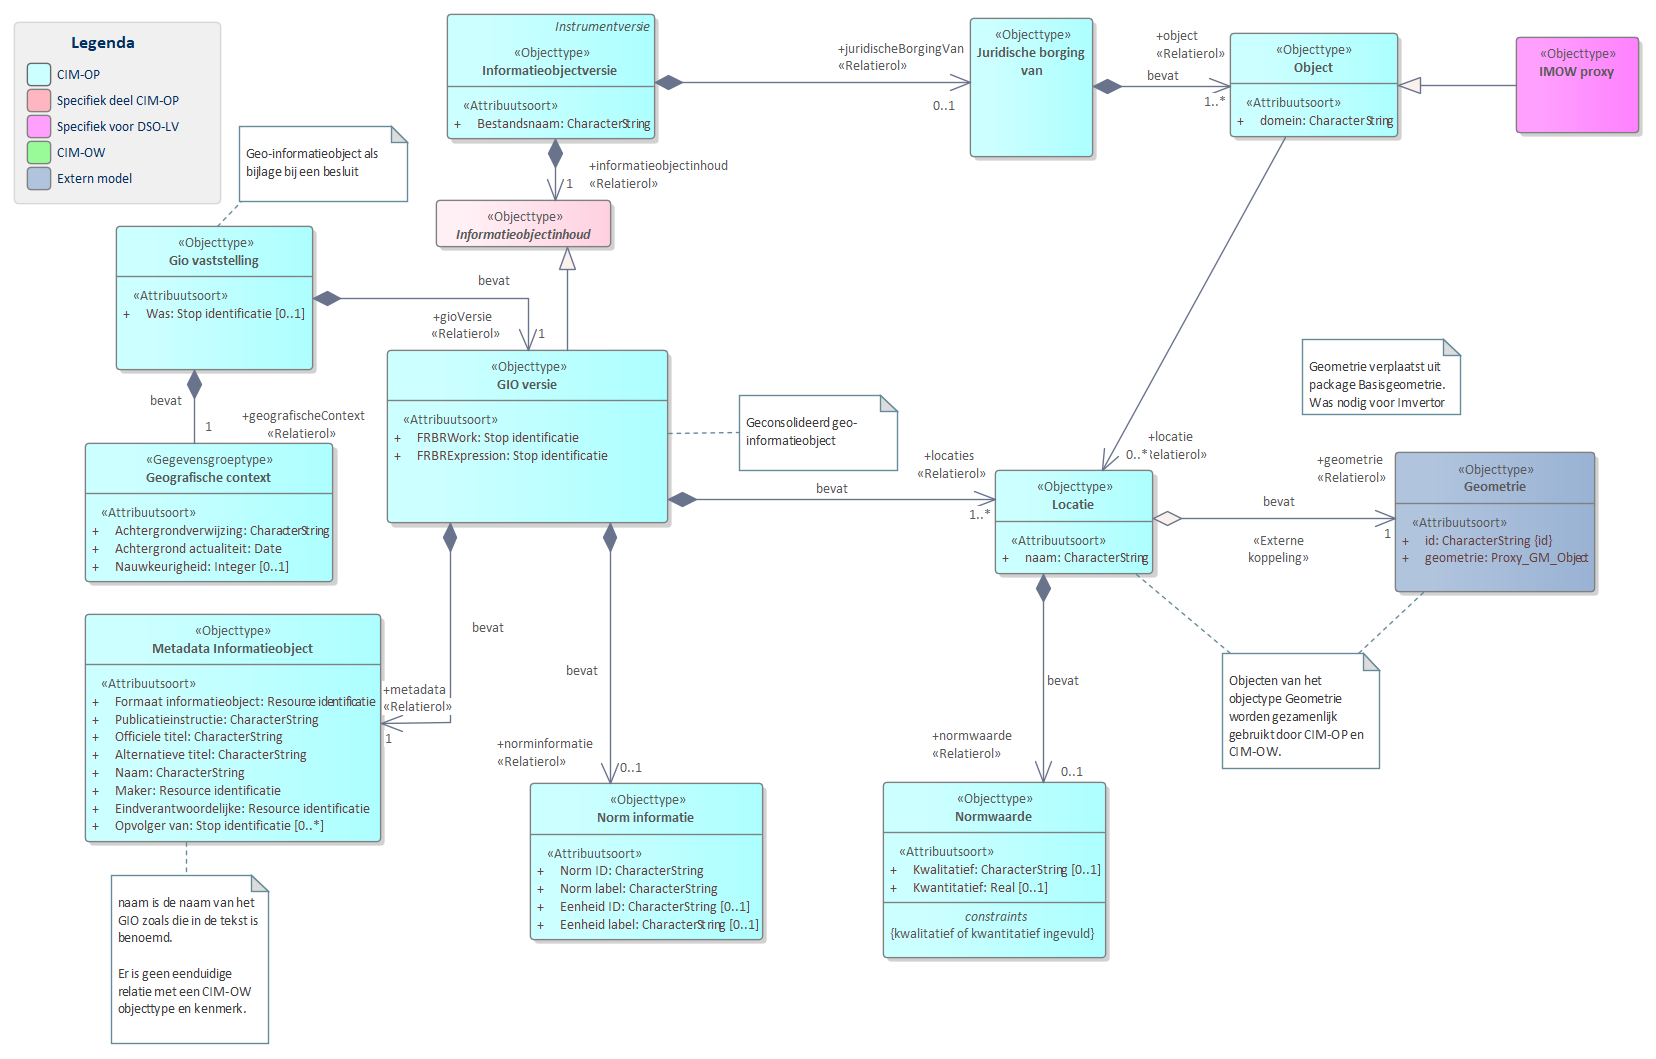 Legenda
CIM-OP
Specifiek deel CIM-OP
Specifiek voor DSO-LV
CIM-OW
Extern model
Instrumentversie
«Objecttype»
Informatieobjectversie
«Attribuutsoort»
+ Bestandsnaam: CharacterString
+juridischeBorgingVan
«Relatierol»
0..1
«Objecttype»
Juridische borging
van
+object
«Relatierol»
bevat
1..*
«Objecttype»
Object
«Attribuutsoort»
+ domein: CharacterString
«Objecttype»
IMOW proxy
Geo-informatieobject als
bijlage bij een besluit
+informatieobjectinhoud
«Relatierol»
1
«Objecttype»
Informatieobjectinhoud
«Objecttype»
Gio vaststelling
«Attribuutsoort»
+ Was: Stop identificatie [0..1]
bevat
+gioVersie
«Relatierol»
1
bevat
1
+geografischeContext
«Relatierol»
«Gegevensgroeptype»
Geografische context
«Attribuutsoort»
+ Achtergrondverwijzing: CharacterString
+ Achtergrond actualiteit: Date
+ Nauwkeurigheid: Integer [0..1]
«Objecttype»
GIO versie
«Attribuutsoort»
+ FRBRWork: Stop identificatie
+ FRBRExpression: Stop identificatie
Geconsolideerd geo-
informatieobject
Geometrie verplaatst uit
package Basisgeometrie.
Was nodig voor Imvertor
+locaties
«Relatierol»
bevat
1..*
+locatie
0..*
Relatierol»
«Objecttype»
Locatie
«Attribuutsoort»
+ naam: CharacterString
+geometrie
«Relatierol»
bevat
1
«Externe
koppeling»
«Objecttype»
Geometrie
«Attribuutsoort»
+ id: CharacterString {id}
+ geometrie: Proxy_GM_Object
Objecten van het
objectype Geometrie
worden gezamenlijk
gebruikt door CIM-OP en
CIM-OW.
bevat
+metadata
«Relatierol»
1
«Objecttype»
Metadata Informatieobject
«Attribuutsoort»
+ Formaat informatieobject: Resource identificatie
+ Publicatieinstructie: CharacterString
+ Officiele titel: CharacterString
+ Alternatieve titel: CharacterString
+ Naam: CharacterString
+ Maker: Resource identificatie
+ Eindverantwoordelijke: Resource identificatie
+ Opvolger van: Stop identificatie [0..*]
naam is de naam van het
GIO zoals die in de tekst is
benoemd.
Er is geen eenduidige
relatie met een CIM-OW
objecttype en kenmerk.
bevat
+norminformatie
«Relatierol»
0..1
«Objecttype»
Norm informatie
«Attribuutsoort»
+ Norm ID: CharacterString
+ Norm label: CharacterString
+ Eenheid ID: CharacterString [0..1]
+ Eenheid label: CharacterString [0..1]
bevat
+normwaarde
«Relatierol»
0..1
«Objecttype»
Normwaarde
«Attribuutsoort»
+ Kwalitatief: CharacterString [0..1]
+ Kwantitatief: Real [0..1]
constraints
{kwalitatief of kwantitatief ingevuld}